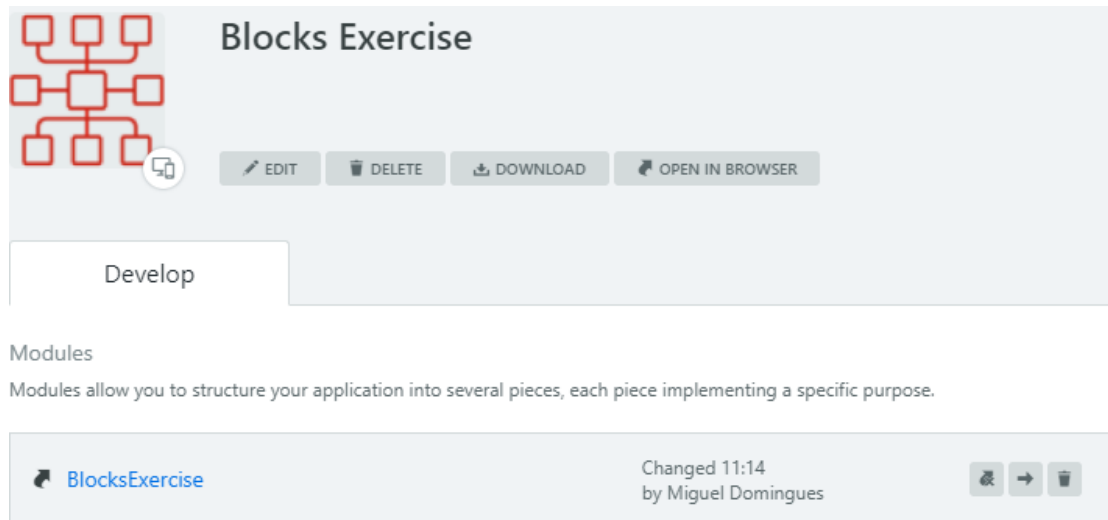 Blocks Exercise
EDIT DELETE DOWNLOAD OPEN IN BROWSER
Develop
Modules
Modules allow you to structure your application into several pieces, each piece implementing a specific purpose.
BlocksExercise
Changed 11:14
by Miguel Domingues